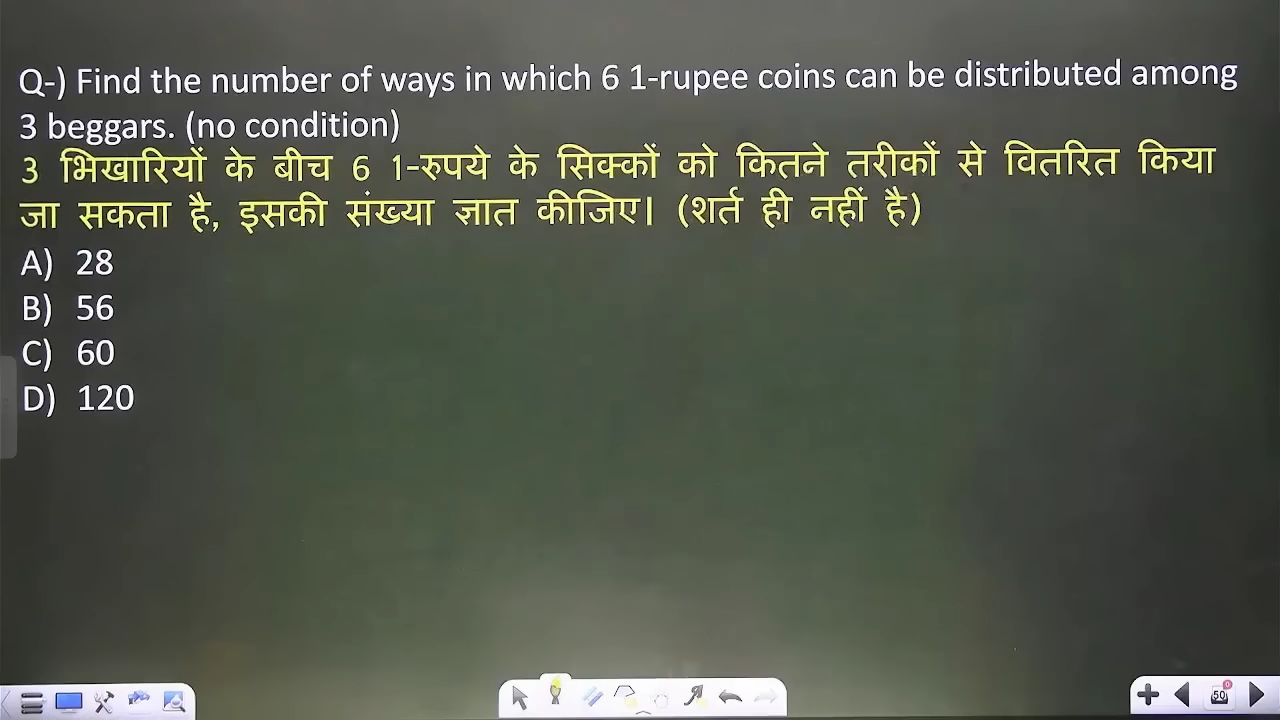 Q-) Find the number of ways in which 6 1-rupee coins can be distributed among
3 beggars. (no condition)
3 भिखारियों के बीच 6 1-रुपये के सिक्कों को कितने तरीकों से वितरित किया
जा सकता है, इसकी संख्या ज्ञात कीजिए। (शर्त ही नहीं है)
A) 28
B) 56
C) 60
D) 120
50
0